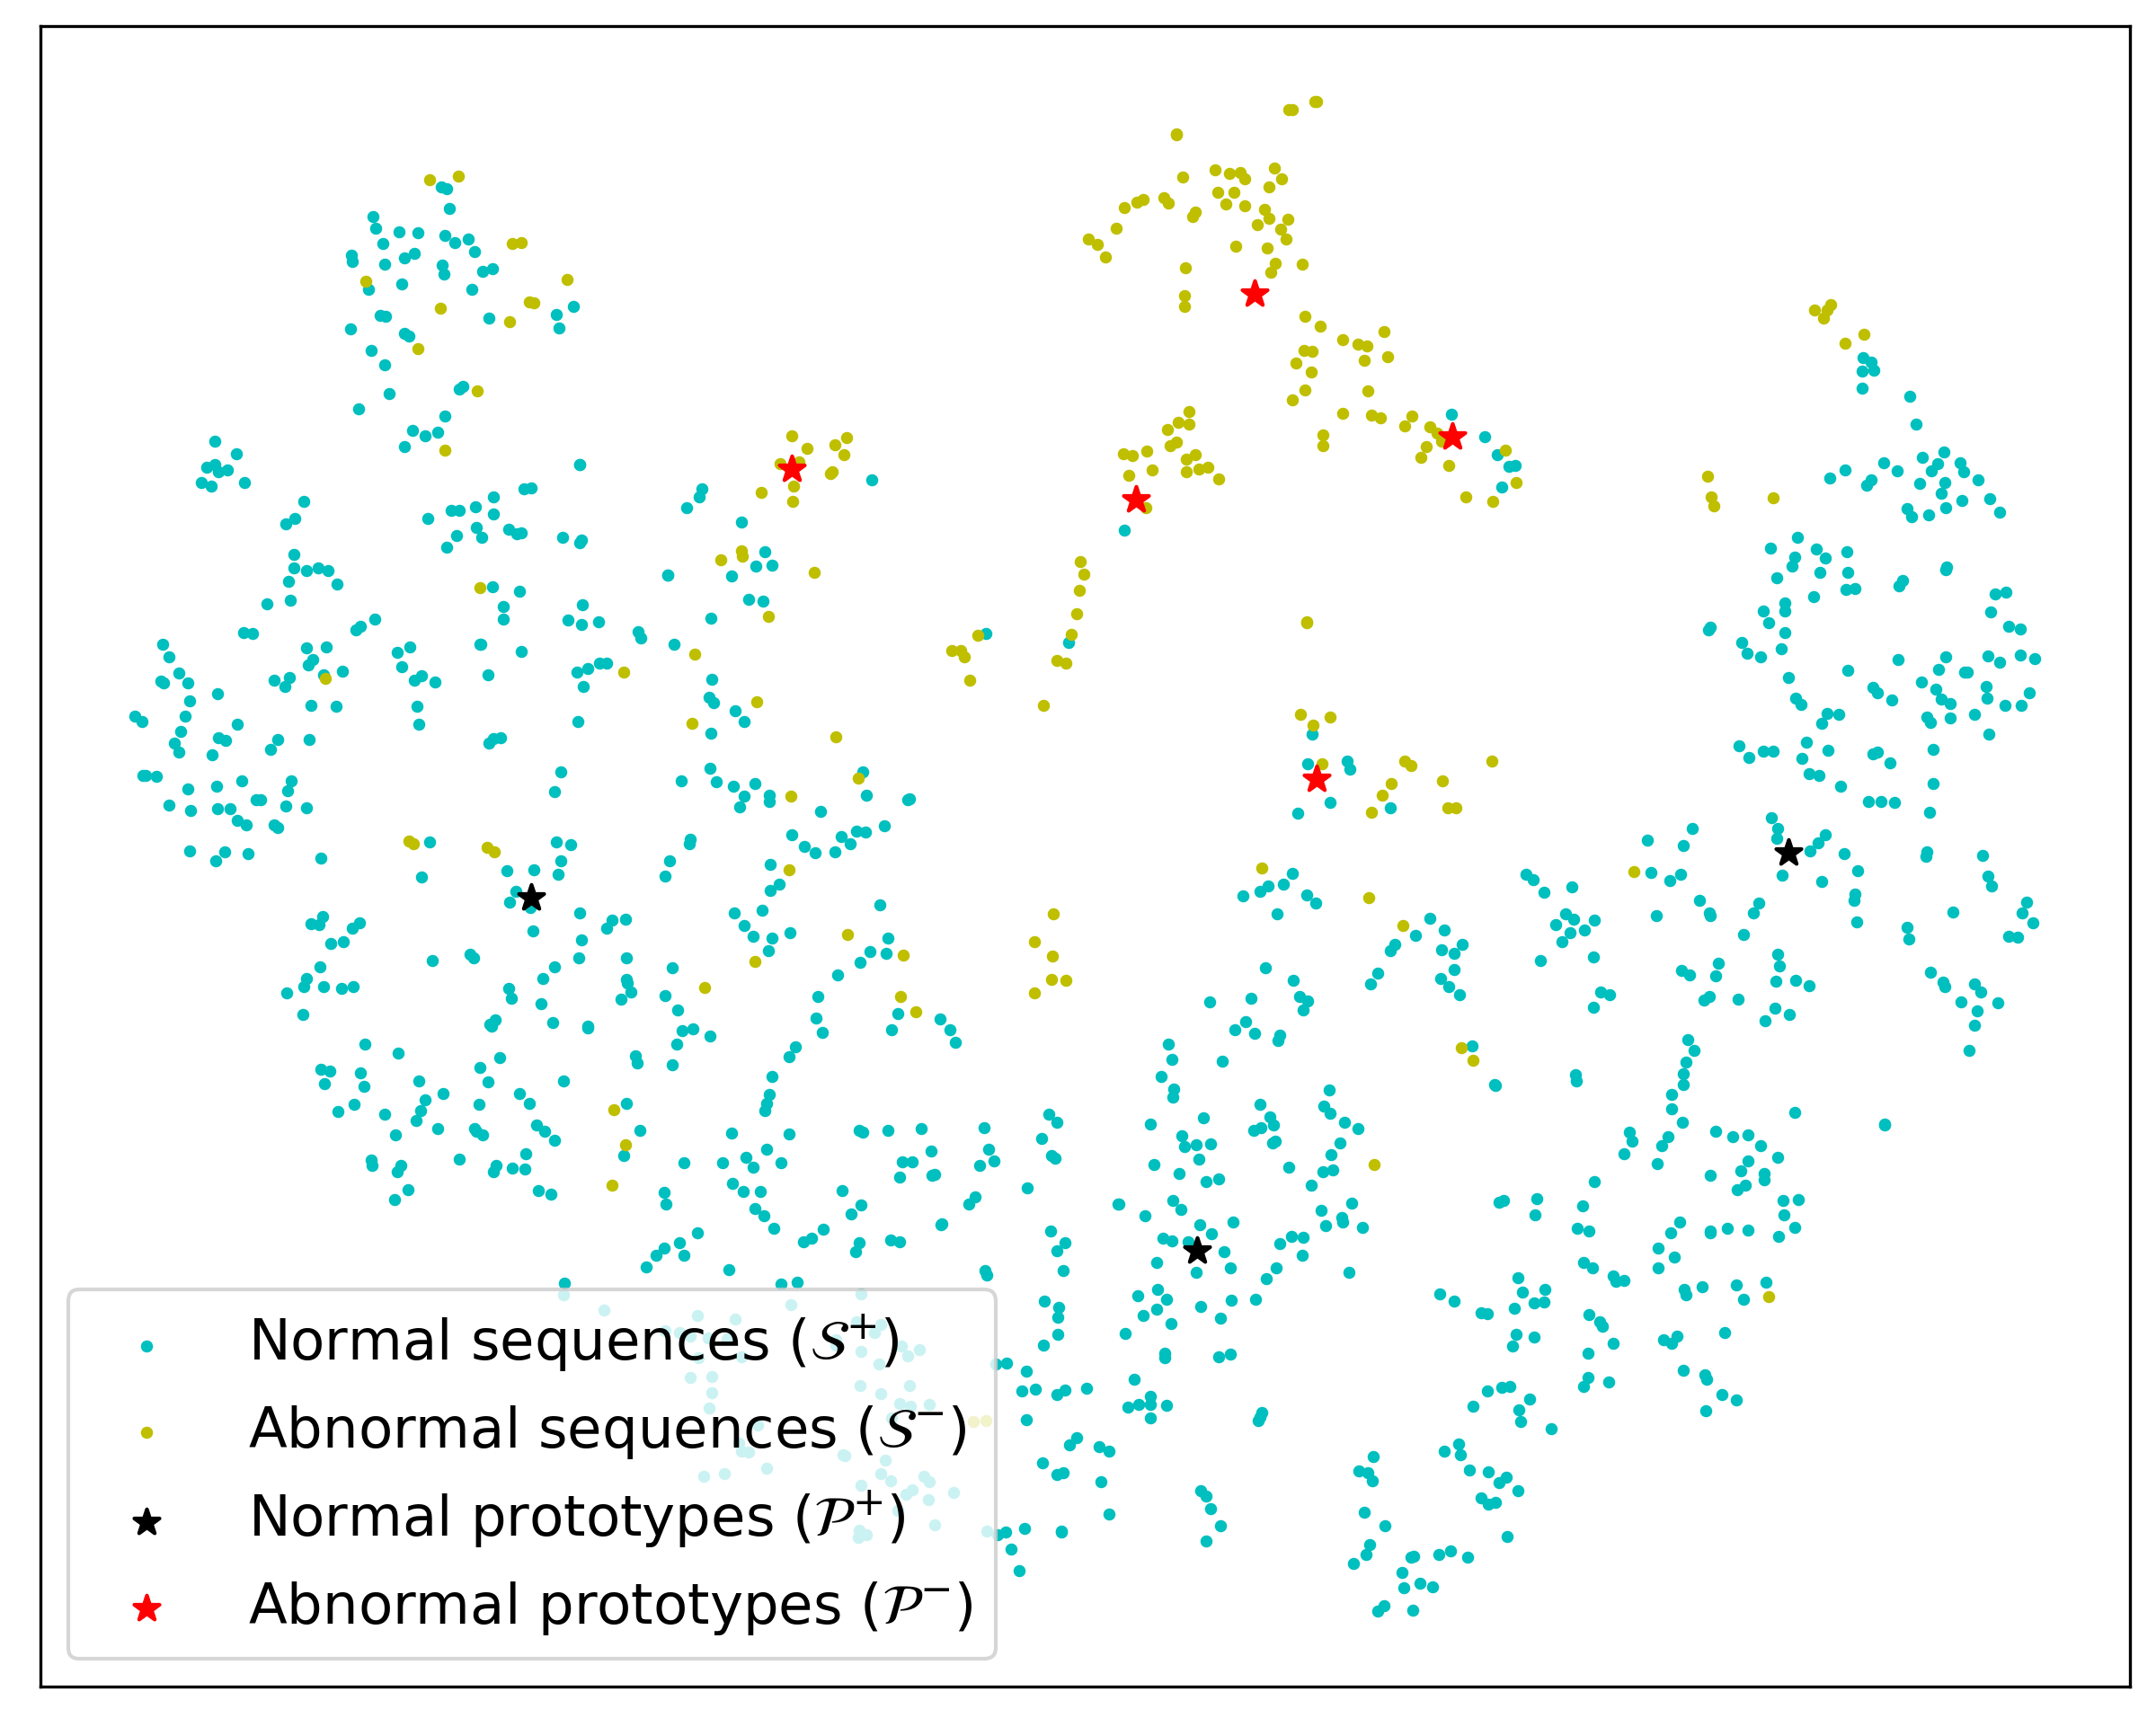 Normal sequences (𝒮⁺)
Abnormal sequences (𝒮⁻)
Normal prototypes (𝒫⁺)
Abnormal prototypes (𝒫⁻)